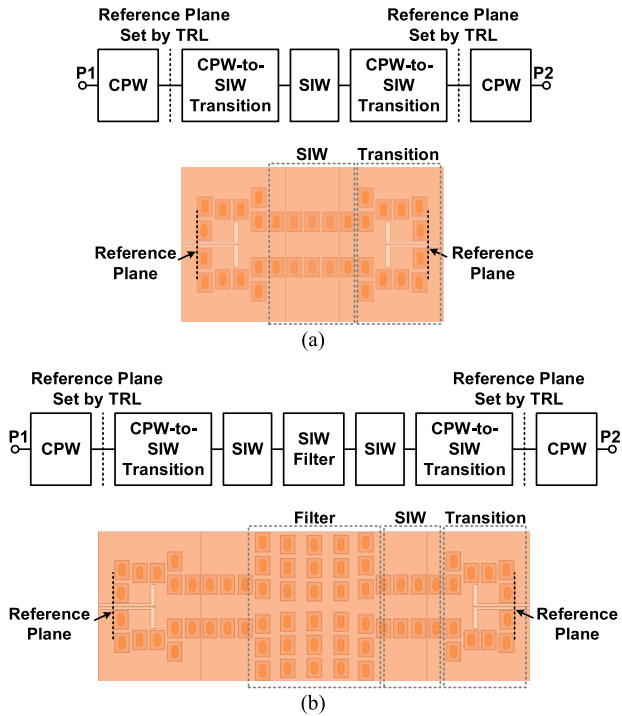 Reference Plane
Set by TRL
Reference Plane
Set by TRL
P1
CPW
CPW-to-
SIW
Transition
SIW
CPW-to-
SIW
Transition
CPW
P2
SIW
Transition
Reference
Plane
Reference
Plane
(a)
Reference Plane
Set by TRL
Reference Plane
Set by TRL
P1
CPW
CPW-to-
SIW
Transition
SIW
SIW
Filter
SIW
CPW-to-
SIW
Transition
CPW
P2
Filter
SIW
Transition
Reference
Plane
Reference
Plane
(b)